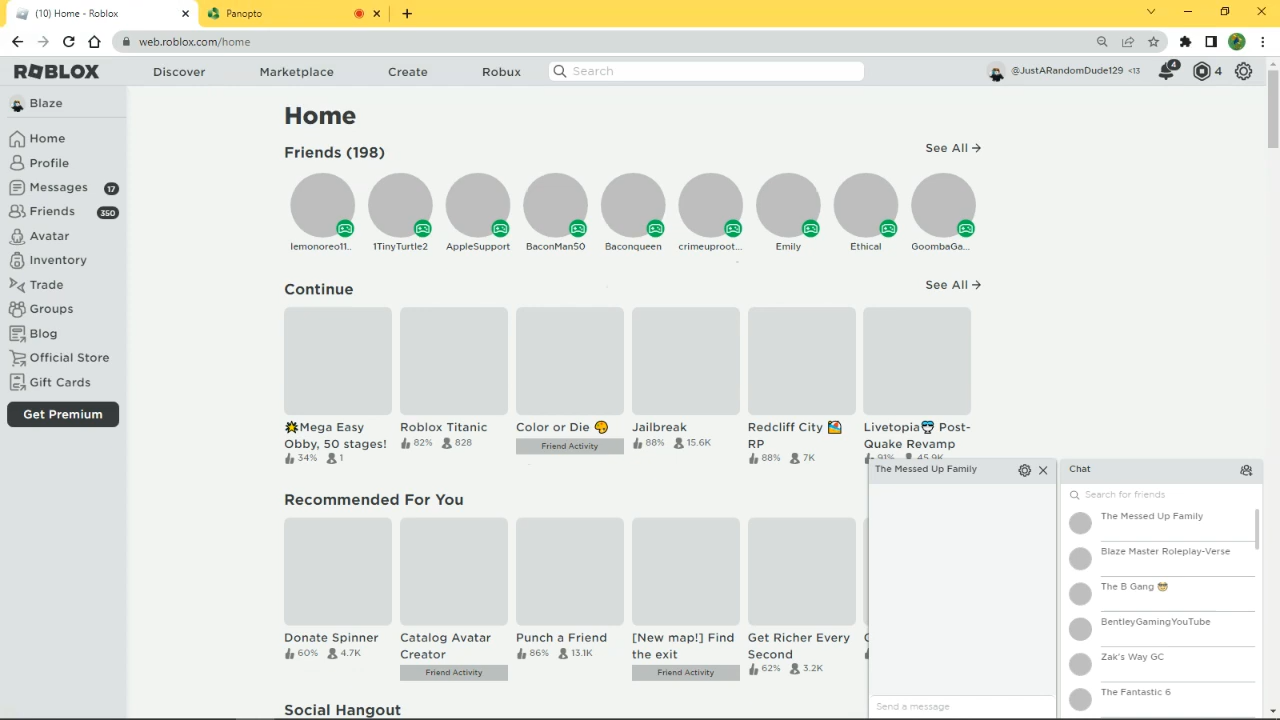 (10) Home - Roblox
Panopto
web.roblox.com/home
ROBLOX
Discover
Marketplace
Create
Robux
Search
@JustARandomDude129 <13
4
4
Blaze
Home
Profile
Messages 17
Friends 350
Avatar
Inventory
Trade
Groups
Blog
Official Store
Gift Cards
Get Premium
Home
Friends (198)
See All →
lemonoreo11..
1TinyTurtle2
AppleSupport
BaconMan50
Baconqueen
crimeuproot...
Emily
Ethical
GoombaGa...
Continue
See All →
🌟Mega Easy
Obby, 50 stages!
34% 1
Roblox Titanic
82% 828
Color or Die 🎨
Friend Activity
Jailbreak
88% 15.6K
Redcliff City 🏖
RP
88% 7K
Livetopia🥶 Post-
Quake Revamp
91% 45.9K
Recommended For You
Donate Spinner
60% 4.7K
Catalog Avatar
Creator
Friend Activity
Punch a Friend
86% 13.1K
[New map!] Find
the exit
Friend Activity
Get Richer Every
Second
62% 3.2K
Social Hangout
The Messed Up Family
Send a message
Chat
Search for friends
The Messed Up Family
Blaze Master Roleplay-Verse
The B Gang 🤓
BentleyGamingYouTube
Zak's Way GC
The Fantastic 6